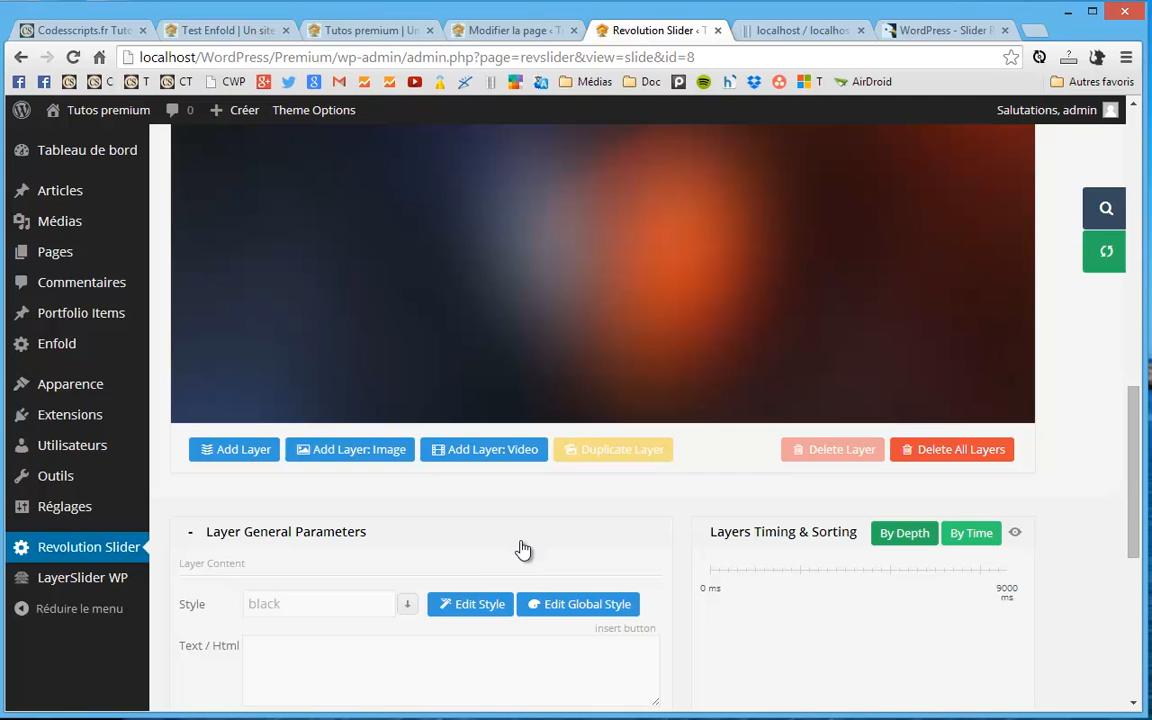 Codesscripts.fr Tuto
Test Enfold | Un site
Tutos premium | Un
Modifier la page ‹ T
Revolution Slider ‹ T
localhost / localhos
WordPress - Slider P
localhost/WordPress/Premium/wp-admin/admin.php?page=revslider&view=slide&id=8
C T CT CWP Médias Doc T AirDroid Autres favoris
Tutos premium 0 Créer Theme Options Salutations, admin
Tableau de bord
Articles
Médias
Pages
Commentaires
Portfolio Items
Enfold
Apparence
Extensions
Utilisateurs
Outils
Réglages
Revolution Slider
LayerSlider WP
Réduire le menu
Add Layer Add Layer: Image Add Layer: Video Duplicate Layer Delete Layer Delete All Layers
- Layer General Parameters
Layer Content
Style black Edit Style Edit Global Style
insert button
Text / Html
Layers Timing & Sorting By Depth By Time
0 ms 9000
ms